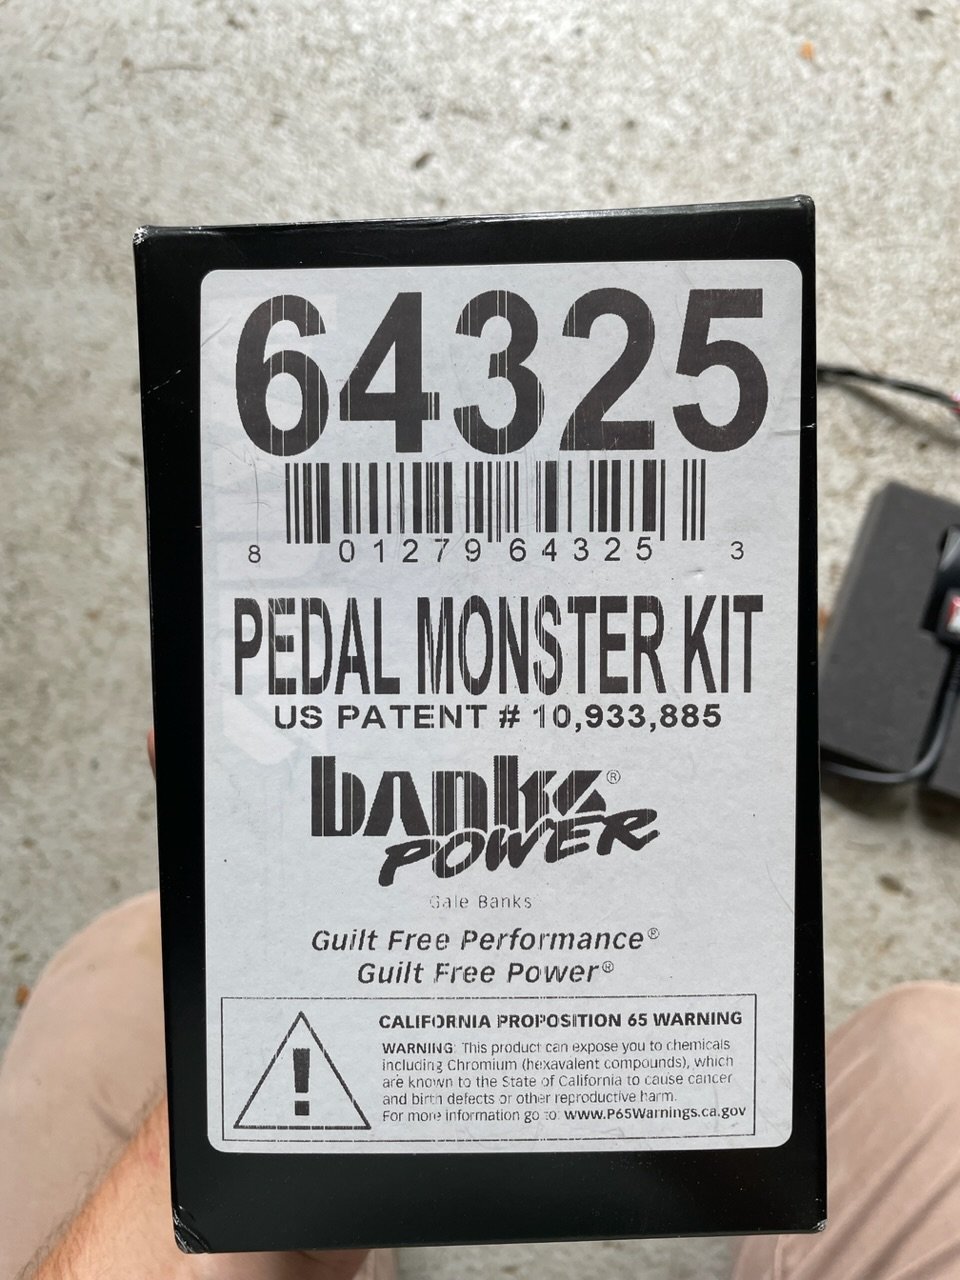 64325
8 01279 64325 3
PEDAL MONSTER KIT
US PATENT # 10,933,885
banks®
POWER
Gale Banks
Guilt Free Performance®
Guilt Free Power®
CALIFORNIA PROPOSITION 65 WARNING
WARNING: This product can expose you to chemicals
including Chromium (hexavalent compounds), which
are known to the State of California to cause cancer
and birth defects or other reproductive harm.
For more information go to: www.P65Warnings.ca.gov